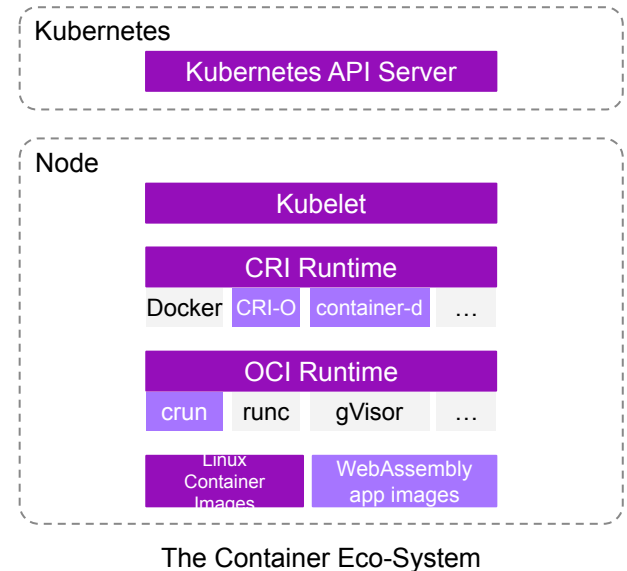 Kubernetes
Kubernetes API Server
Node
Kubelet
CRI Runtime
Docker CRI-O container-d …
OCI Runtime
crun runc gVisor …
Linux
Container
Images
WebAssembly
app images
The Container Eco-System